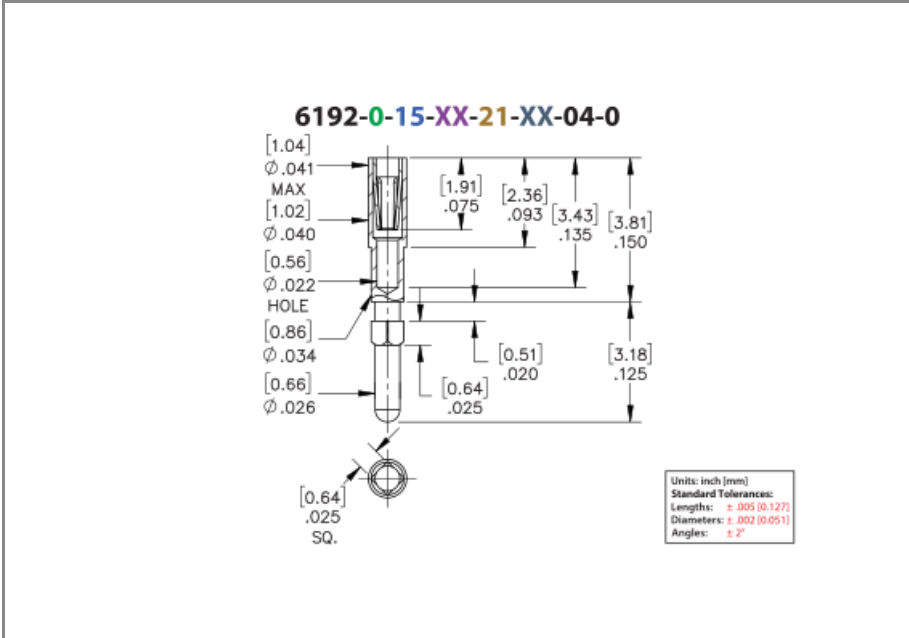 6192-0-15-XX-21-XX-04-0
[1.04]
Ø.041
MAX
[1.02]
Ø.040
[0.56]
Ø.022
HOLE
[0.86]
Ø.034
[0.66]
Ø.026
[1.91]
.075
[2.36]
.093
[3.43]
.135
[3.81]
.150
[0.51]
.020
[0.64]
.025
[3.18]
.125
[0.64]
.025
SQ.
Units: inch [mm]
Standard Tolerances:
Lengths: ± .005 [0.127]
Diameters: ± .002 [0.051]
Angles: ± 2°